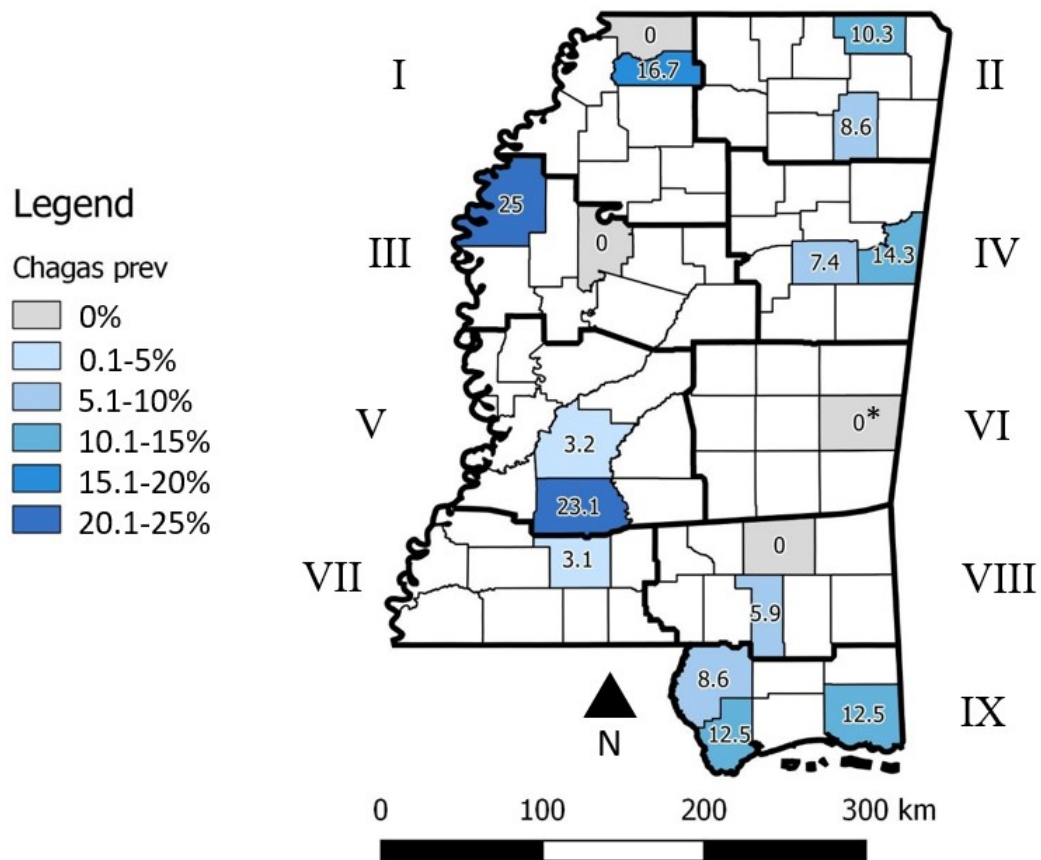 0
10.3
I
16.7
II
8.6
Legend
25
Chagas prev
III
0
7.4
14.3
IV
0%
0.1-5%
5.1-10%
10.1-15%
15.1-20%
20.1-25%
V
3.2
0*
VI
23.1
VII
3.1
0
VIII
5.9
8.6
12.5
12.5
IX
N
0 100 200 300 km